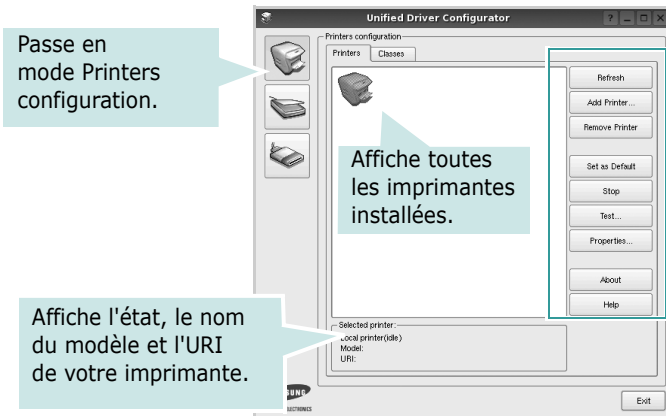 Unified Driver Configurator
Passe en
mode Printers
configuration.
Printers configuration
Printers
Classes
Refresh
Add Printer...
Remove Printer
Set as Default
Stop
Test...
Properties...
About
Help
Affiche toutes
les imprimantes
installées.
Affiche l'état, le nom
du modèle et l'URI
de votre imprimante.
Selected printer:
Local printer(idle)
Model:
URI:
Exit